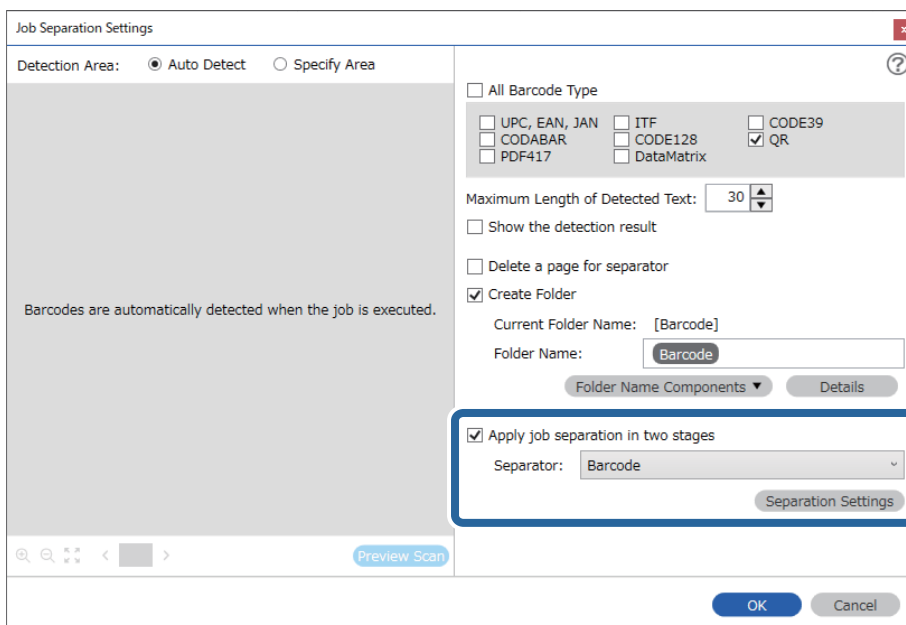 Job Separation Settings
Detection Area: Auto Detect Specify Area
?
All Barcode Type
UPC, EAN, JAN ITF CODE39
CODABAR CODE128 QR
PDF417 DataMatrix
Maximum Length of Detected Text: 30
Show the detection result
Delete a page for separator
Barcodes are automatically detected when the job is executed.
Create Folder
Current Folder Name: [Barcode]
Folder Name: Barcode
Folder Name Components Details
Apply job separation in two stages
Separator: Barcode
Separation Settings
Preview Scan
OK Cancel